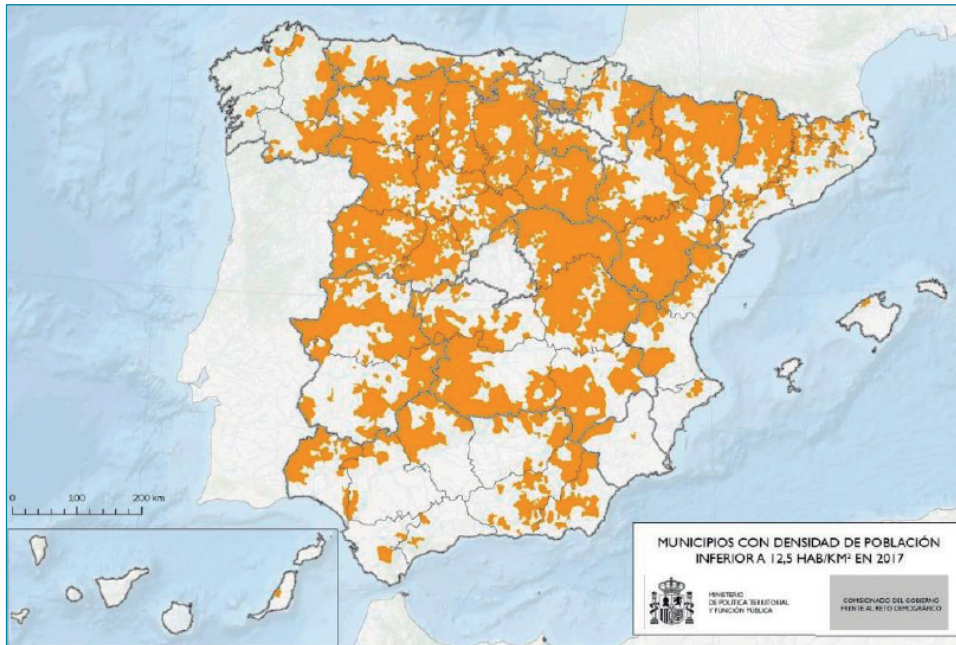 0 100 200 km
MUNICIPIOS CON DENSIDAD DE POBLACIÓN
INFERIOR A 12,5 HAB/KM² EN 2017
MINISTERIO
DE POLÍTICA TERRITORIAL
Y FUNCIÓN PÚBLICA
COMISIONADO DEL GOBIERNO
FRENTE AL RETO DEMOGRÁFICO